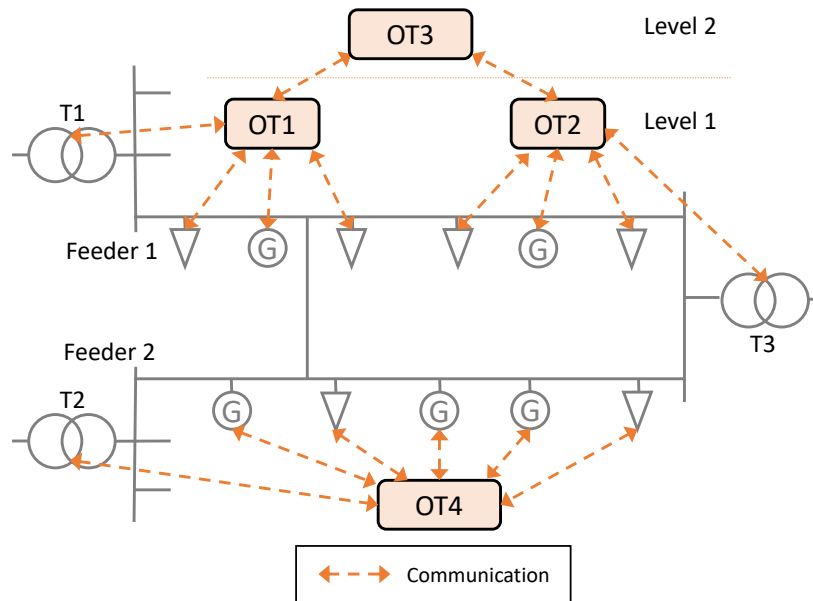 OT3
Level 2
T1
OT1
OT2
Level 1
Feeder 1
G
G
T3
Feeder 2
T2
G
G
G
OT4
Communication